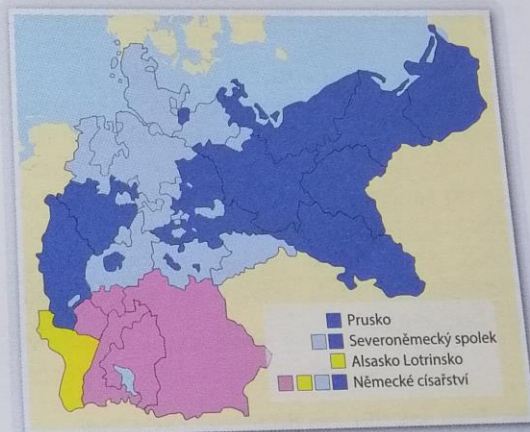 Prusko
Severoněmecký spolek
Alsasko Lotrinsko
Německé císařství